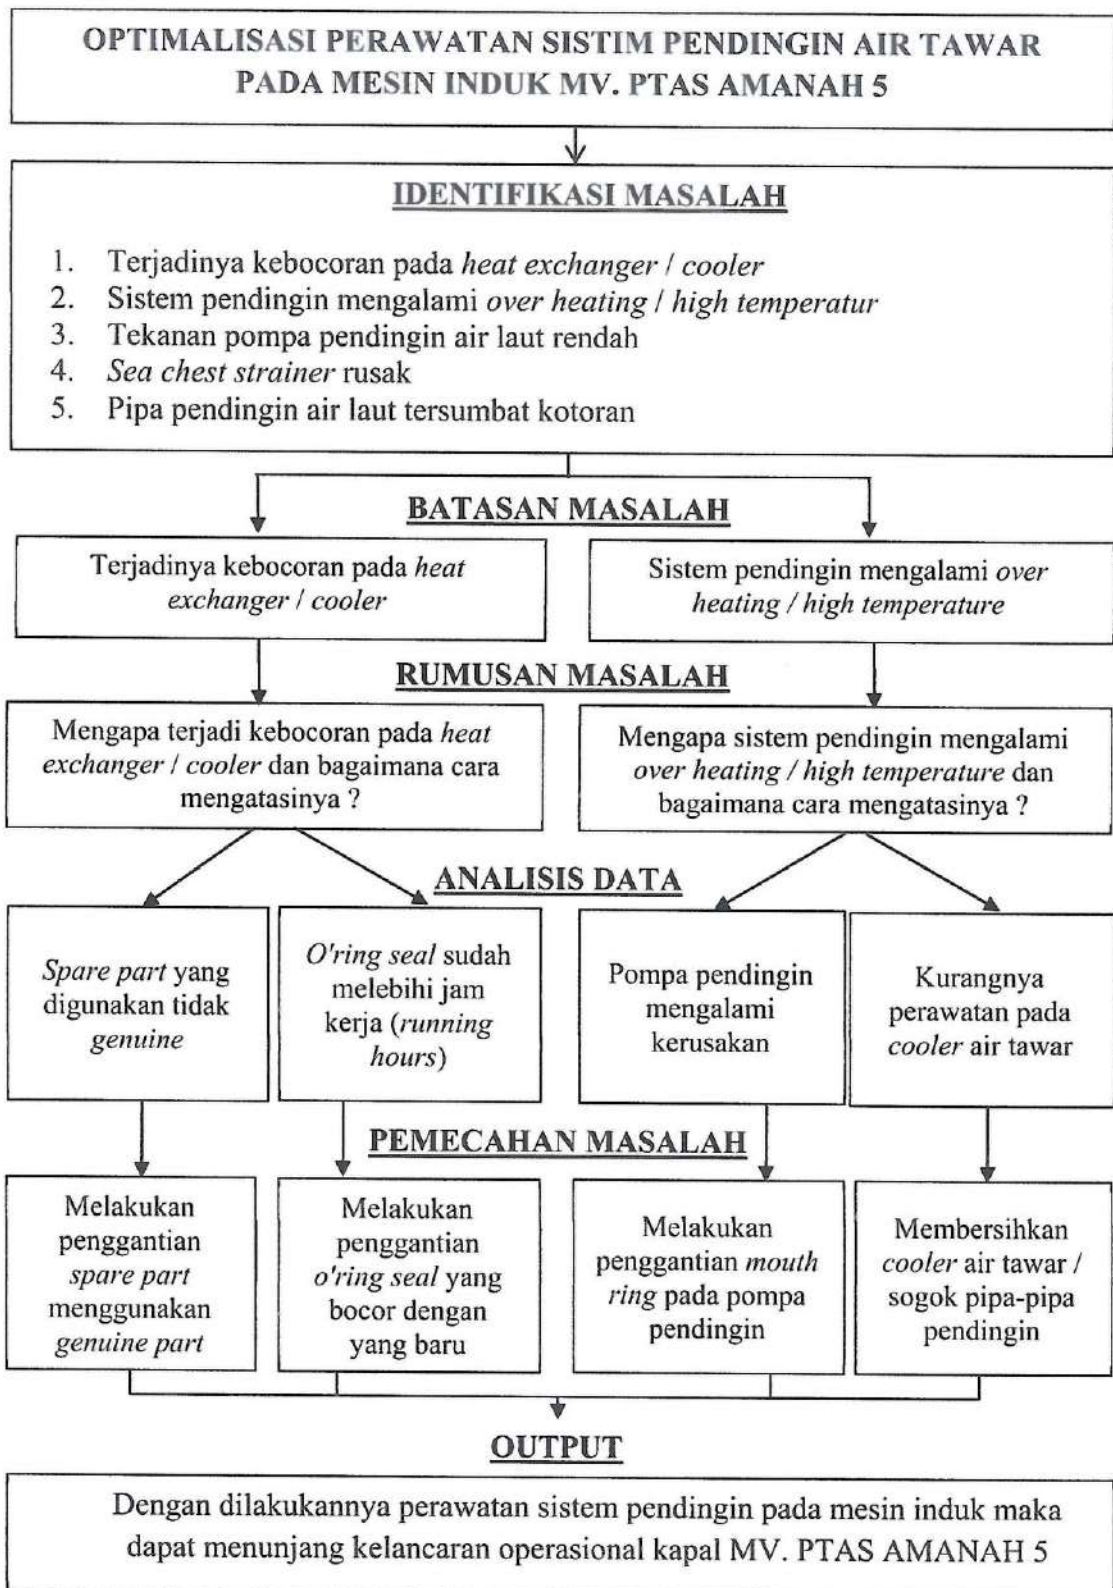 OPTIMALISASI PERAWATAN SISTIM PENDINGIN AIR TAWAR
PADA MESIN INDUK MV. PTAS AMANAH 5
IDENTIFIKASI MASALAH
1. Terjadinya kebocoran pada heat exchanger / cooler
2. Sistem pendingin mengalami over heating / high temperatur
3. Tekanan pompa pendingin air laut rendah
4. Sea chest strainer rusak
5. Pipa pendingin air laut tersumbat kotoran
BATASAN MASALAH
Terjadinya kebocoran pada heat
exchanger / cooler
Sistem pendingin mengalami over
heating / high temperature
RUMUSAN MASALAH
Mengapa terjadi kebocoran pada heat
exchanger / cooler dan bagaimana cara
mengatasinya ?
Mengapa sistem pendingin mengalami
over heating / high temperature dan
bagaimana cara mengatasinya ?
ANALISIS DATA
Spare part yang
digunakan tidak
genuine
O'ring seal sudah
melebihi jam
kerja (running
hours)
Pompa pendingin
mengalami
kerusakan
Kurangnya
perawatan pada
cooler air tawar
PEMECAHAN MASALAH
Melakukan
penggantian
spare part
menggunakan
genuine part
Melakukan
penggantian
o'ring seal yang
bocor dengan
yang baru
Melakukan
penggantian mouth
ring pada pompa
pendingin
Membersihkan
cooler air tawar /
sogok pipa-pipa
pendingin
OUTPUT
Dengan dilakukannya perawatan sistem pendingin pada mesin induk maka
dapat menunjang kelancaran operasional kapal MV. PTAS AMANAH 5